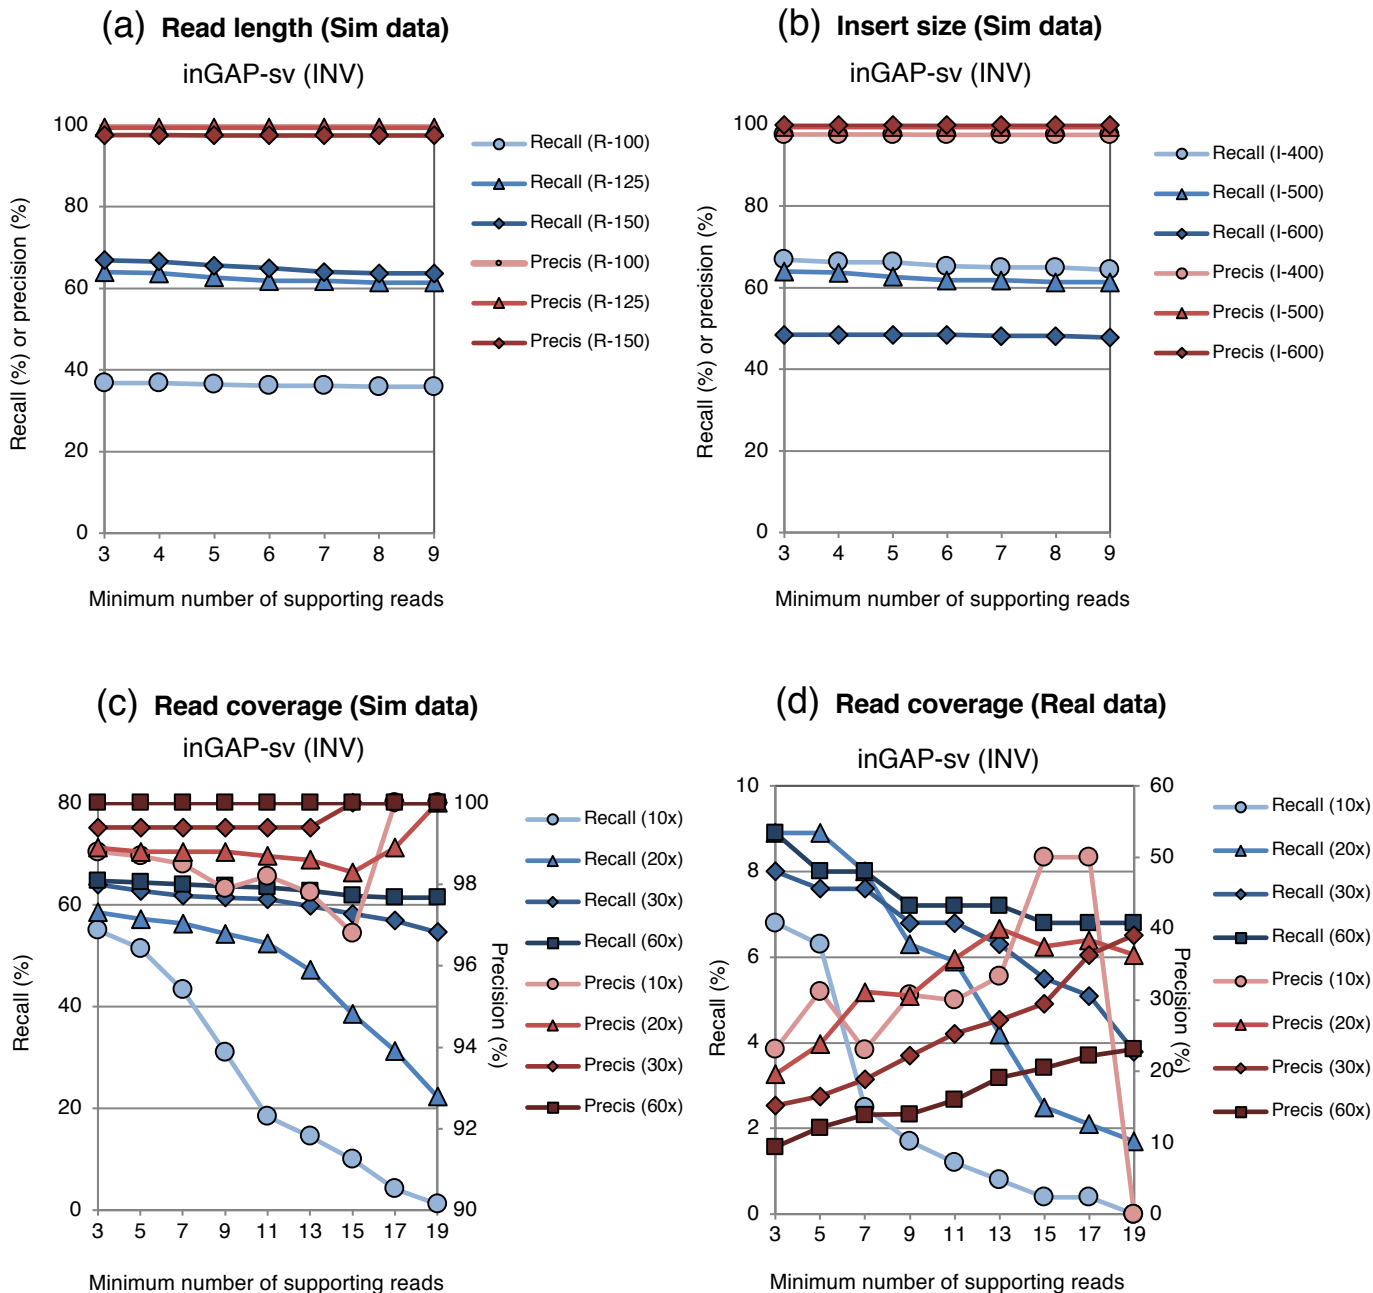 (a) Read length (Sim data)
inGAP-sv (INV)
100
80
60
40
20
0
3 4 5 6 7 8 9
Recall (%) or precision (%)
Minimum number of supporting reads
Recall (R-100)
Recall (R-125)
Recall (R-150)
Precis (R-100)
Precis (R-125)
Precis (R-150)
(b) Insert size (Sim data)
inGAP-sv (INV)
100
80
60
40
20
0
3 4 5 6 7 8 9
Recall (%) or precision (%)
Minimum number of supporting reads
Recall (I-400)
Recall (I-500)
Recall (I-600)
Precis (I-400)
Precis (I-500)
Precis (I-600)
(c) Read coverage (Sim data)
inGAP-sv (INV)
80
60
40
20
0
100
98
96
94
92
90
3 5 7 9 11 13 15 17 19
Recall (%)
Precision (%)
Minimum number of supporting reads
Recall (10x)
Recall (20x)
Recall (30x)
Recall (60x)
Precis (10x)
Precis (20x)
Precis (30x)
Precis (60x)
(d) Read coverage (Real data)
inGAP-sv (INV)
10
8
6
4
2
0
60
50
40
30
20
10
0
3 5 7 9 11 13 15 17 19
Recall (%)
Precision (%)
Minimum number of supporting reads
Recall (10x)
Recall (20x)
Recall (30x)
Recall (60x)
Precis (10x)
Precis (20x)
Precis (30x)
Precis (60x)